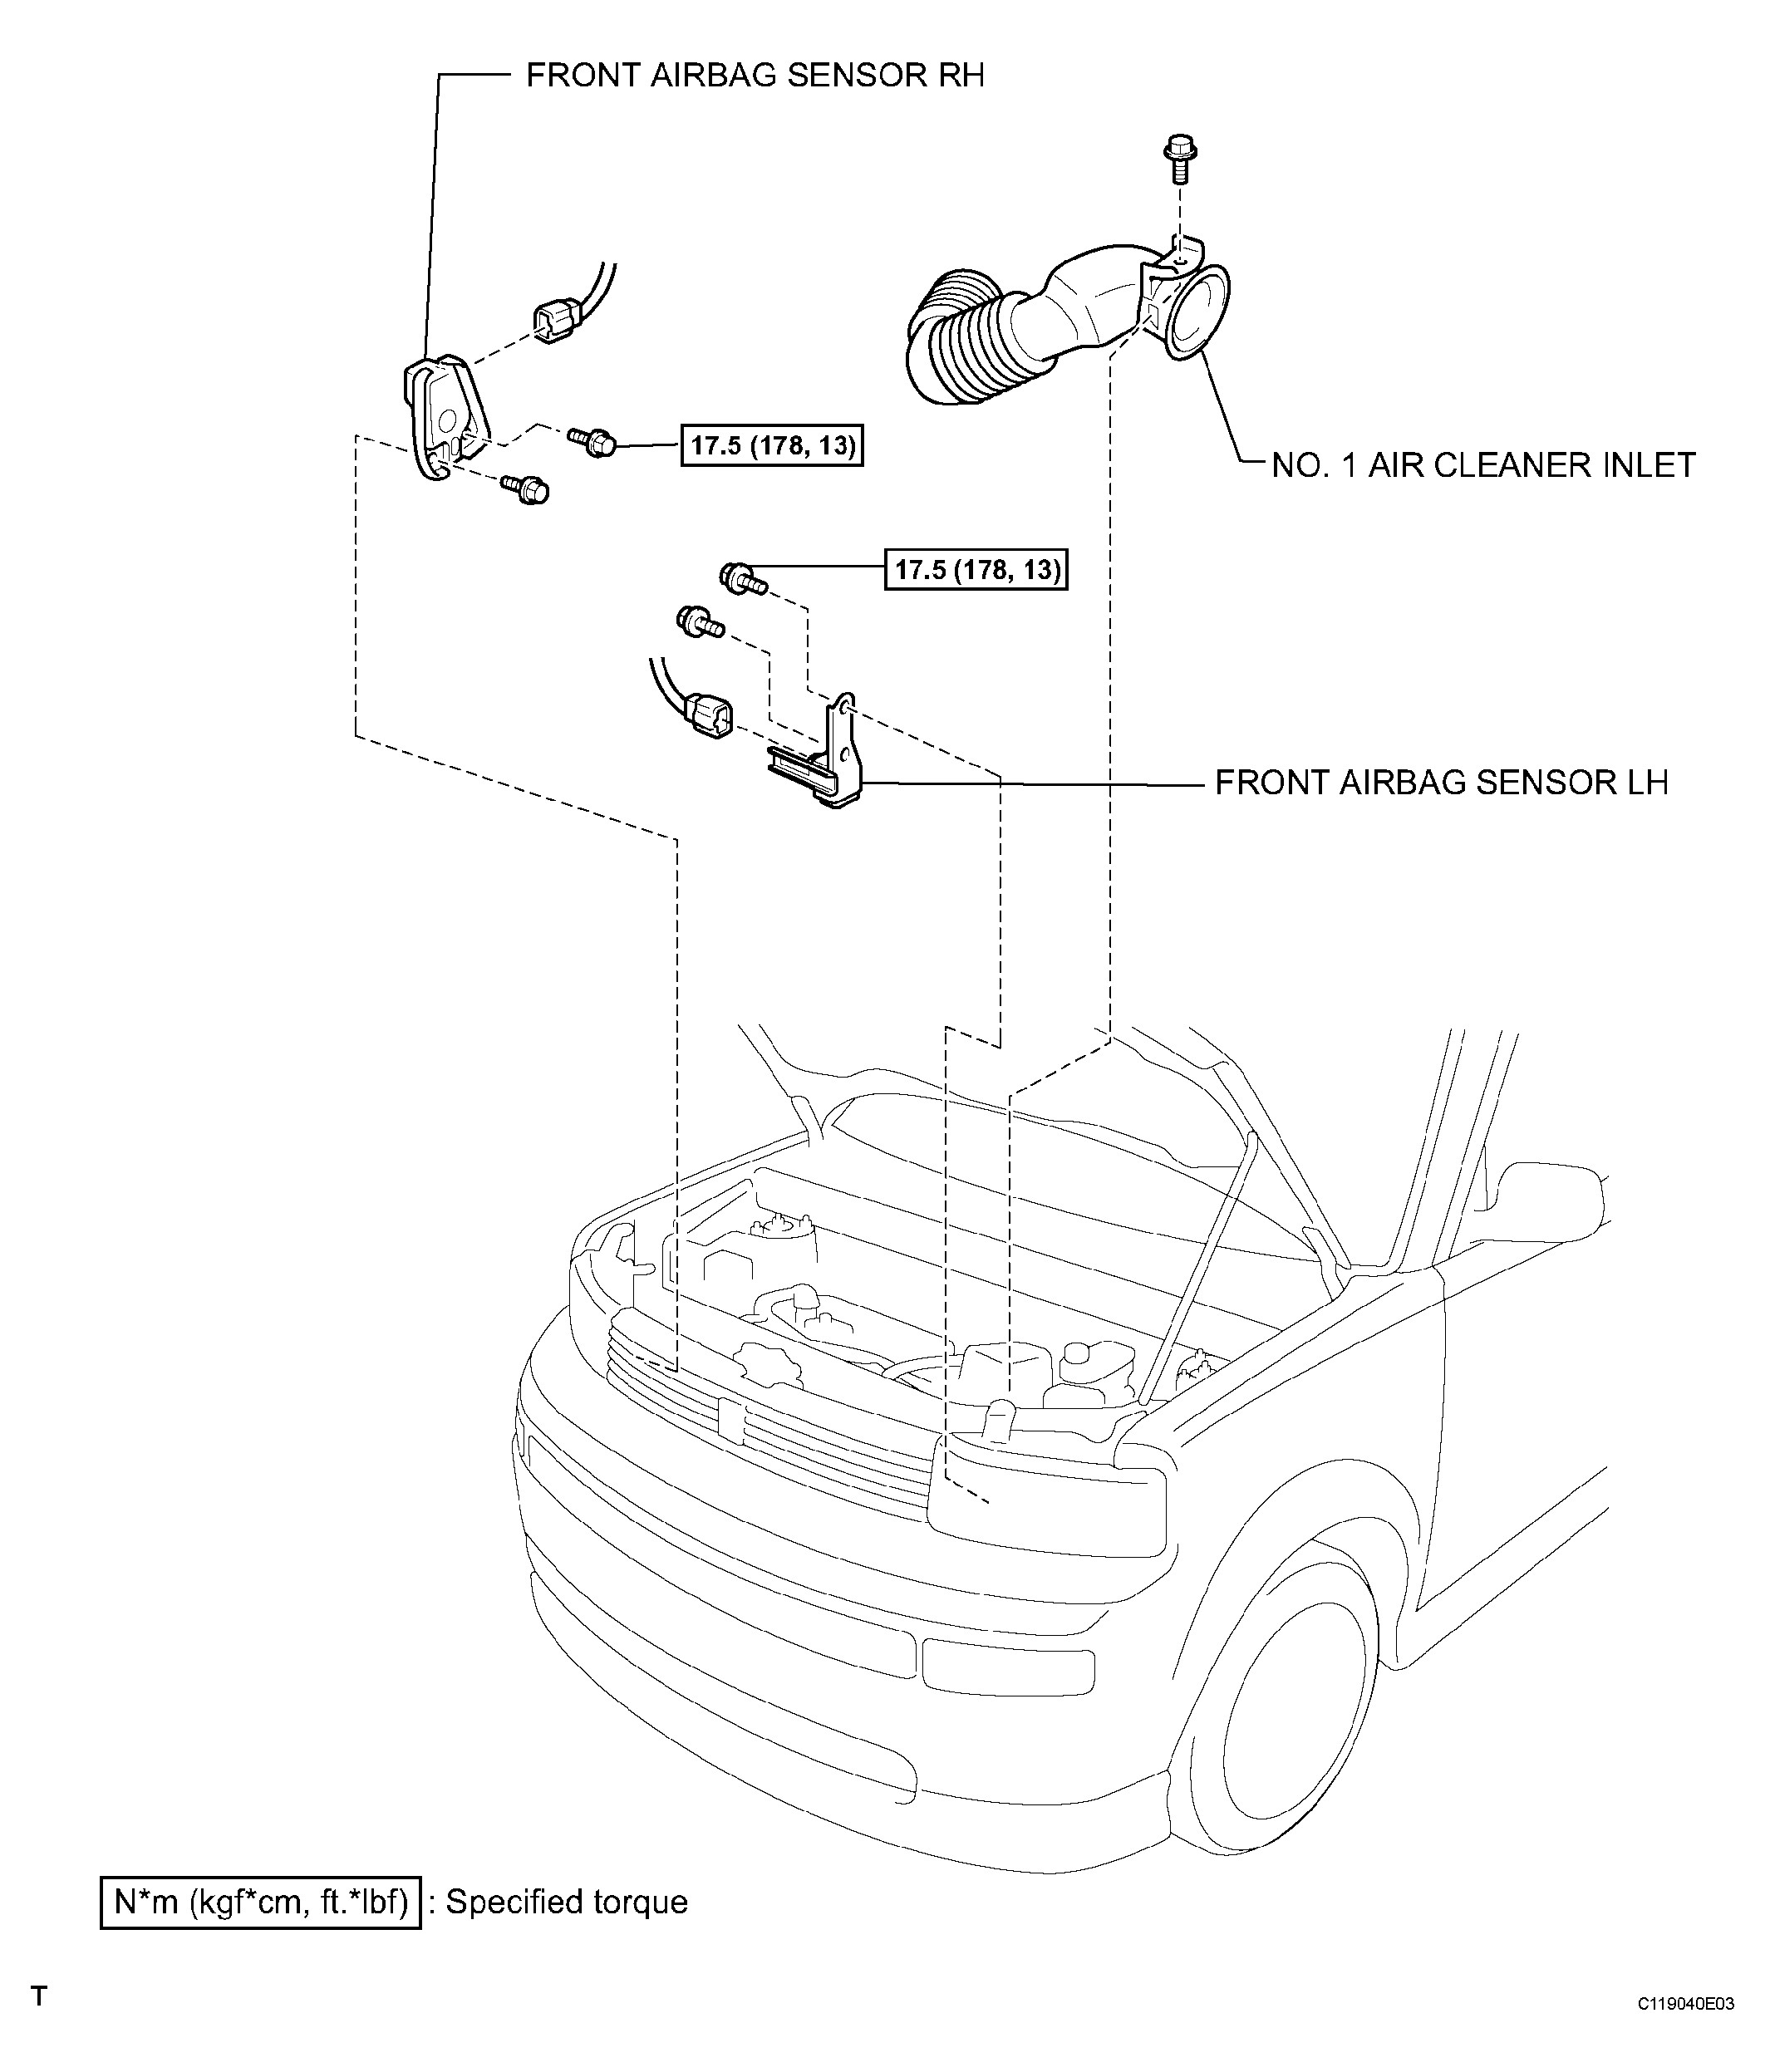 FRONT AIRBAG SENSOR RH
17.5 (178, 13)
NO. 1 AIR CLEANER INLET
17.5 (178, 13)
FRONT AIRBAG SENSOR LH
N*m (kgf*cm, ft.*lbf) : Specified torque
T
C119040E03